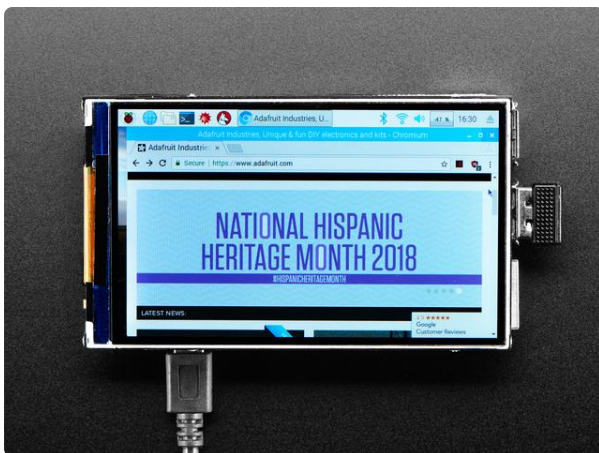 Adafruit Industries, U...
16:30
Adafruit Industries, Unique & fun DIY electronics and kits - Chromium
Adafruit Industries
Secure | https://www.adafruit.com
NATIONAL HISPANIC
HERITAGE MONTH 2018
#HISPANICHERITAGEMONTH
LATEST NEWS:
Google
Customer Reviews